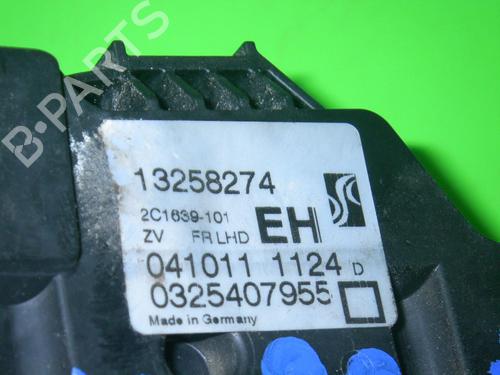 B-PARTS
13258274
2C1639-101
EH
ZV FR LHD
041011 1124 D
0325407955
Made in Germany